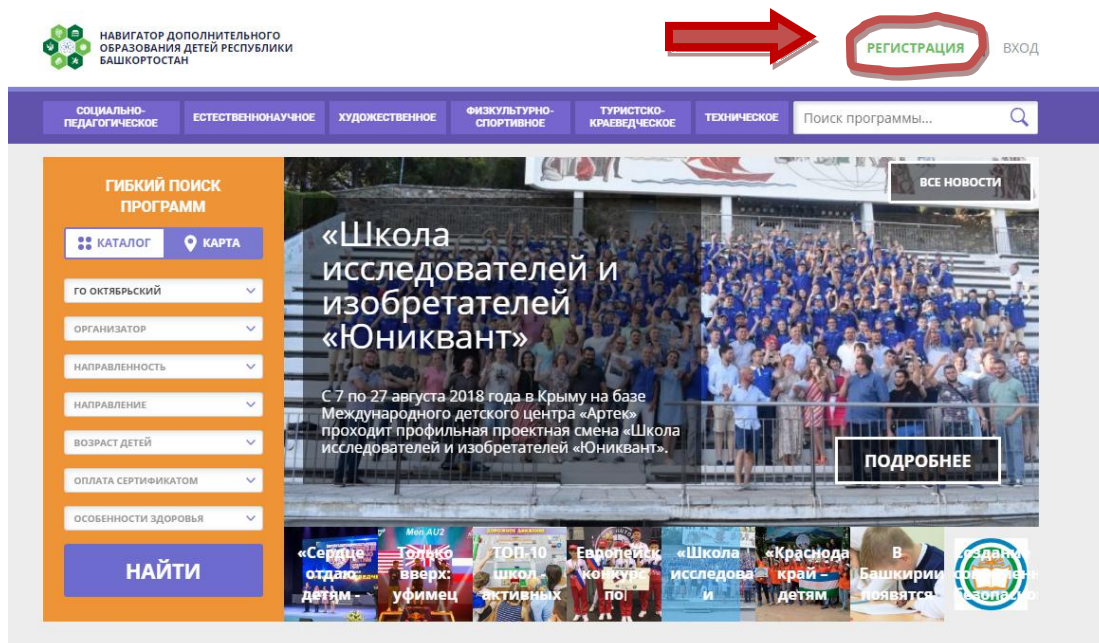 НАВИГАТОР ДОПОЛНИТЕЛЬНОГО
ОБРАЗОВАНИЯ ДЕТЕЙ РЕСПУБЛИКИ
БАШКОРТОСТАН
РЕГИСТРАЦИЯ
ВХОД
СОЦИАЛЬНО-
ПЕДАГОГИЧЕСКОЕ
ЕСТЕСТВЕННОНАУЧНОЕ
ХУДОЖЕСТВЕННОЕ
ФИЗКУЛЬТУРНО-
СПОРТИВНОЕ
ТУРИСТСКО-
КРАЕВЕДЧЕСКОЕ
ТЕХНИЧЕСКОЕ
Поиск программы...
ГИБКИЙ ПОИСК
ПРОГРАММ
КАТАЛОГ
КАРТА
ГО ОКТЯБРЬСКИЙ
ОРГАНИЗАТОР
НАПРАВЛЕННОСТЬ
НАПРАВЛЕНИЕ
ВОЗРАСТ ДЕТЕЙ
ОПЛАТА СЕРТИФИКАТОМ
ОСОБЕННОСТИ ЗДОРОВЬЯ
НАЙТИ
ВСЕ НОВОСТИ
«Школа
исследователей и
изобретателей
«Юниквант»
С 7 по 27 августа 2018 года в Крыму на базе
Международного детского центра «Артек»
проходит профильная проектная смена «Школа
исследователей и изобретателей «Юниквант».
ПОДРОБНЕЕ
«Сердце
отдаю
детям -
Men AU2
Только
вверх:
уфимец
ТОП-10
школ -
активных
Европейск
конкурс
по
«Школа
исследова
и
«Краснода
край –
детям
В
Башкирии
появятся